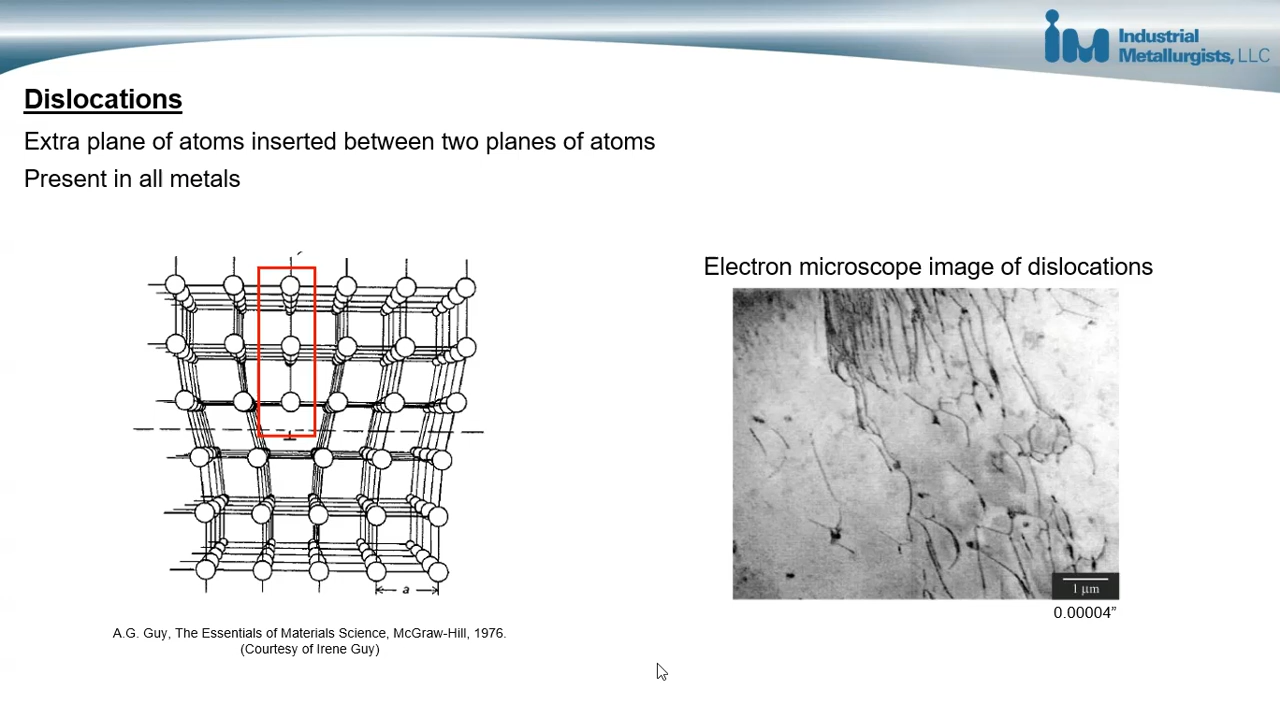 Industrial
Metallurgists, LLC
Dislocations
Extra plane of atoms inserted between two planes of atoms
Present in all metals
a
A.G. Guy, The Essentials of Materials Science, McGraw-Hill, 1976.
(Courtesy of Irene Guy)
Electron microscope image of dislocations
1 μm
0.00004”